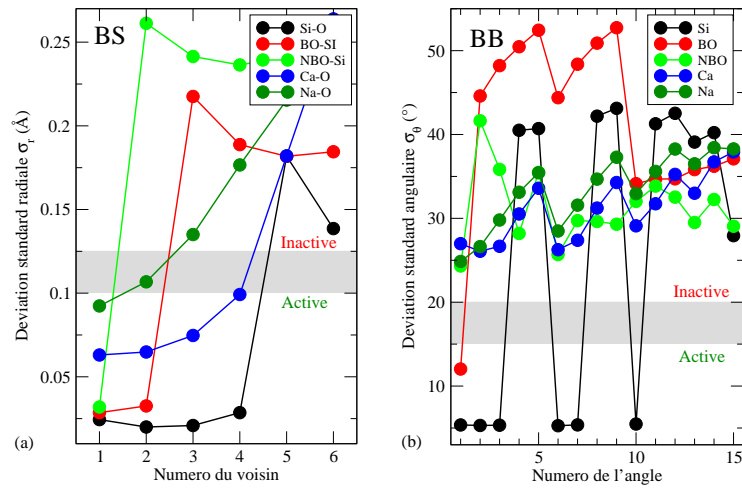 BS
Si-O
BO-SI
NBO-Si
Ca-O
Na-O
Inactive
Active
0.25
0.2
0.15
0.1
0.05
Deviation standard radiale σr (Å)
1 2 3 4 5 6
(a)
Numero du voisin
BB
Si
BO
NBO
Ca
Na
Inactive
Active
50
40
30
20
10
Deviation standard angulaire σθ (°)
5 10 15
(b)
Numero de l'angle